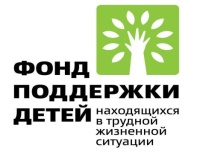 ФОНД
ПОДДЕРЖКИ
ДЕТЕЙ
находящихся
в трудной
жизненной
ситуации